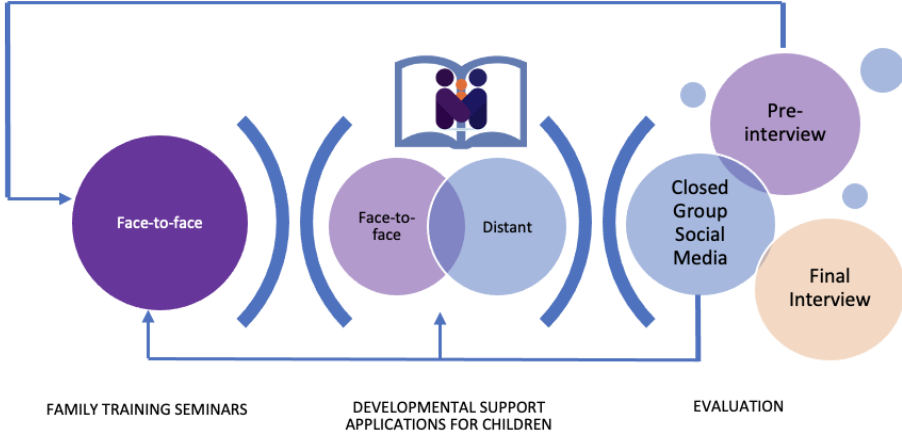 Pre-
interview
Face-to-face
Face-to-
face
Distant
Closed
Group
Social
Media
Final
Interview
FAMILY TRAINING SEMINARS
DEVELOPMENTAL SUPPORT
APPLICATIONS FOR CHILDREN
EVALUATION